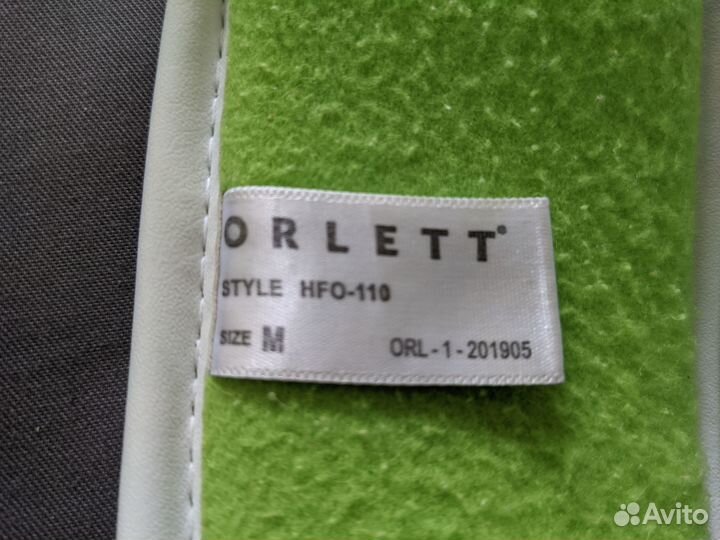 ORLETT®
STYLE HFO-110
SIZE M
ORL-1-201905
Avito